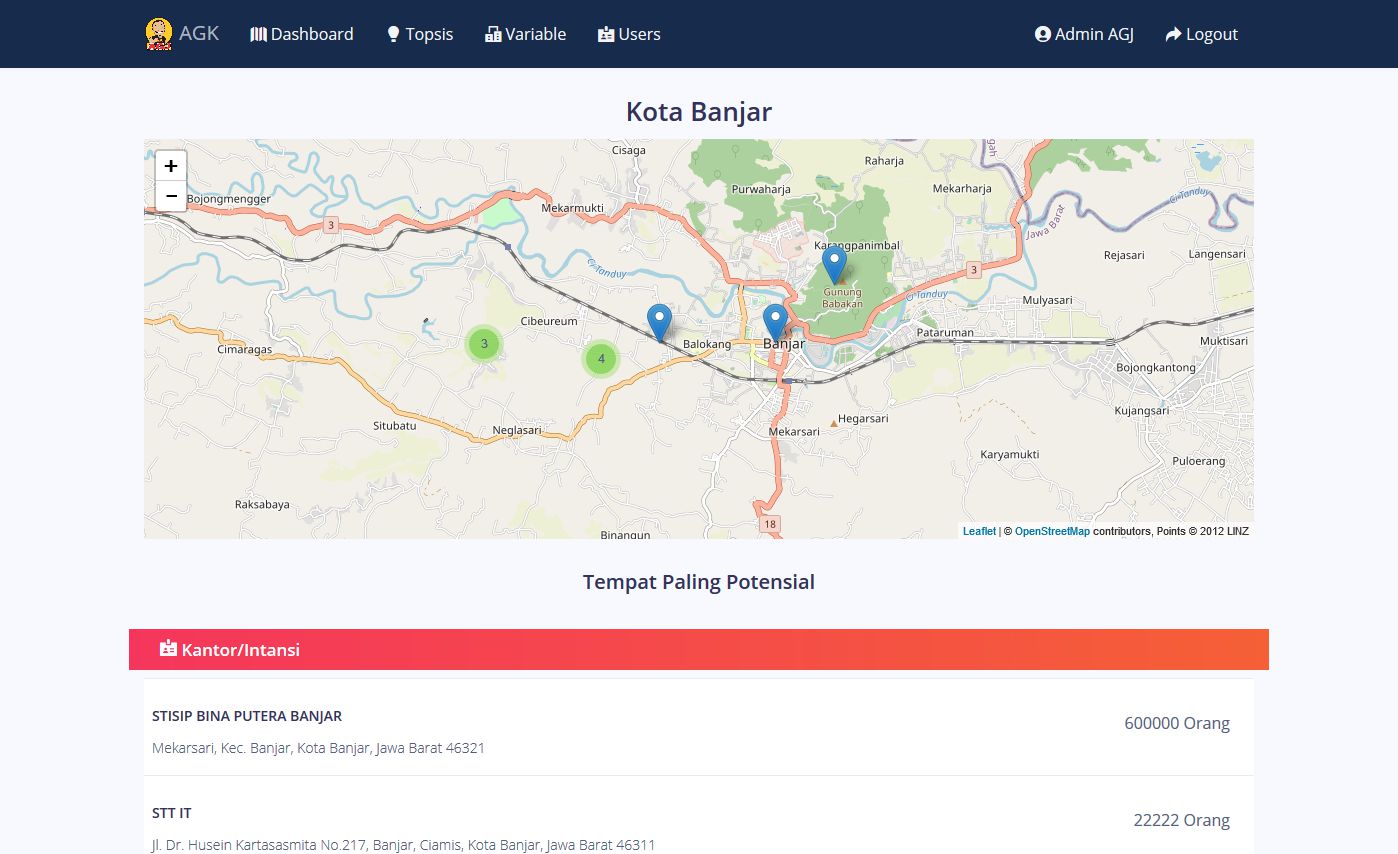 AGK Dashboard Topsis Variable Users Admin AGJ Logout
Kota Banjar
+
−
Cisaga
Raharja
Purwaharja
Mekarharja
Bojongmengger
Mekarmukti
C Tanduy
Jawa Barat
gah
3
Karangpanimbal
Rejasari
Langensari
C Tanduy
3
Gunung
Babakan
C Tanduy
Mulyasari
Cibeureum
Pataruman
Cimaragas
3
4
Balokang
Banjar
Muktisari
Bojongkantong
Kujangsari
Situbatu
Neglasari
Mekarsari
Hegarsari
Karyamukti
Puloerang
Raksabaya
18
Binangun
Leaflet | © OpenStreetMap contributors, Points © 2012 LINZ
Tempat Paling Potensial
Kantor/Intansi
STISIP BINA PUTERA BANJAR
600000 Orang
Mekarsari, Kec. Banjar, Kota Banjar, Jawa Barat 46321
STT IT
22222 Orang
Jl. Dr. Husein Kartasasmita No.217, Banjar, Ciamis, Kota Banjar, Jawa Barat 46311